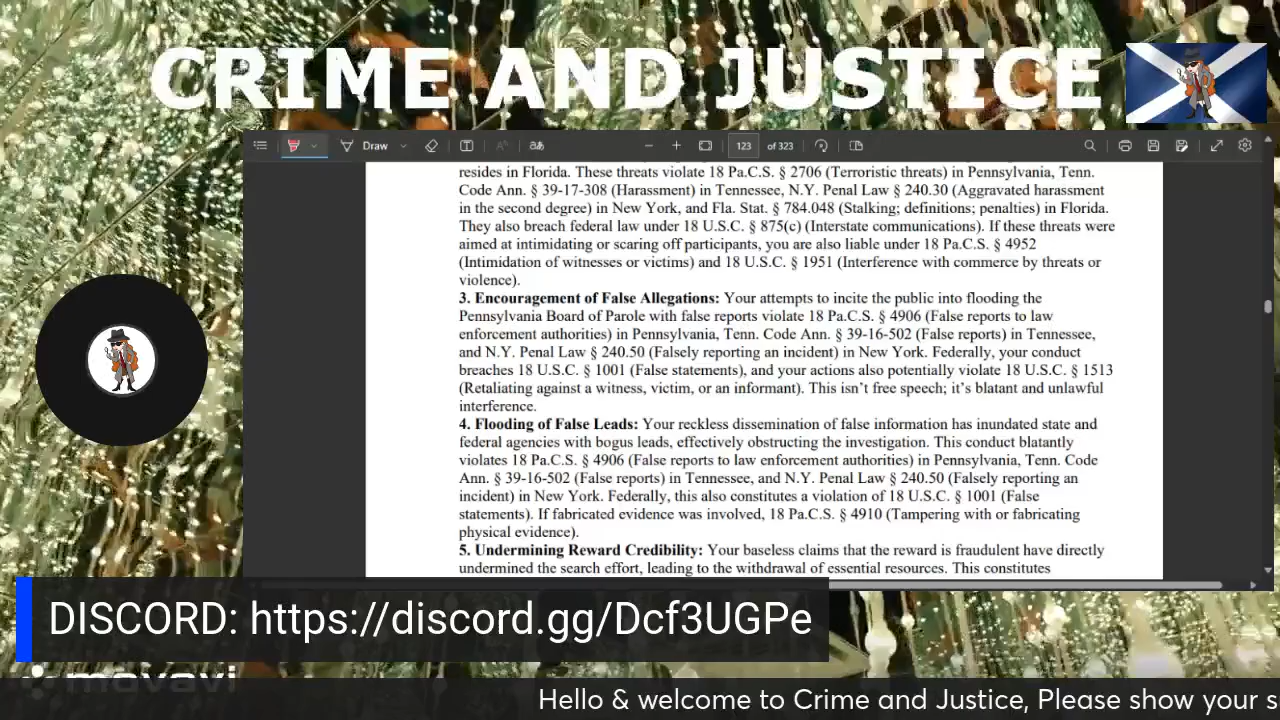 CRIME AND JUSTICE
Draw
123 of 323
resides in Florida. These threats violate 18 Pa.C.S. § 2706 (Terroristic threats) in Pennsylvania, Tenn.
Code Ann. § 39-17-308 (Harassment) in Tennessee, N.Y. Penal Law § 240.30 (Aggravated harassment
in the second degree) in New York, and Fla. Stat. § 784.048 (Stalking; definitions; penalties) in Florida.
They also breach federal law under 18 U.S.C. § 875(c) (Interstate communications). If these threats were
aimed at intimidating or scaring off participants, you are also liable under 18 Pa.C.S. § 4952
(Intimidation of witnesses or victims) and 18 U.S.C. § 1951 (Interference with commerce by threats or
violence).
3. Encouragement of False Allegations: Your attempts to incite the public into flooding the
Pennsylvania Board of Parole with false reports violate 18 Pa.C.S. § 4906 (False reports to law
enforcement authorities) in Pennsylvania, Tenn. Code Ann. § 39-16-502 (False reports) in Tennessee,
and N.Y. Penal Law § 240.50 (Falsely reporting an incident) in New York. Federally, your conduct
breaches 18 U.S.C. § 1001 (False statements), and your actions also potentially violate 18 U.S.C. § 1513
(Retaliating against a witness, victim, or an informant). This isn't free speech; it's blatant and unlawful
interference.
4. Flooding of False Leads: Your reckless dissemination of false information has inundated state and
federal agencies with bogus leads, effectively obstructing the investigation. This conduct blatantly
violates 18 Pa.C.S. § 4906 (False reports to law enforcement authorities) in Pennsylvania, Tenn. Code
Ann. § 39-16-502 (False reports) in Tennessee, and N.Y. Penal Law § 240.50 (Falsely reporting an
incident) in New York. Federally, this also constitutes a violation of 18 U.S.C. § 1001 (False
statements). If fabricated evidence was involved, 18 Pa.C.S. § 4910 (Tampering with or fabricating
physical evidence).
5. Undermining Reward Credibility: Your baseless claims that the reward is fraudulent have directly
undermined the search effort, leading to the withdrawal of essential resources. This constitutes
DISCORD: https://discord.gg/Dcf3UGPe
movavi
Hello & welcome to Crime and Justice, Please show your s